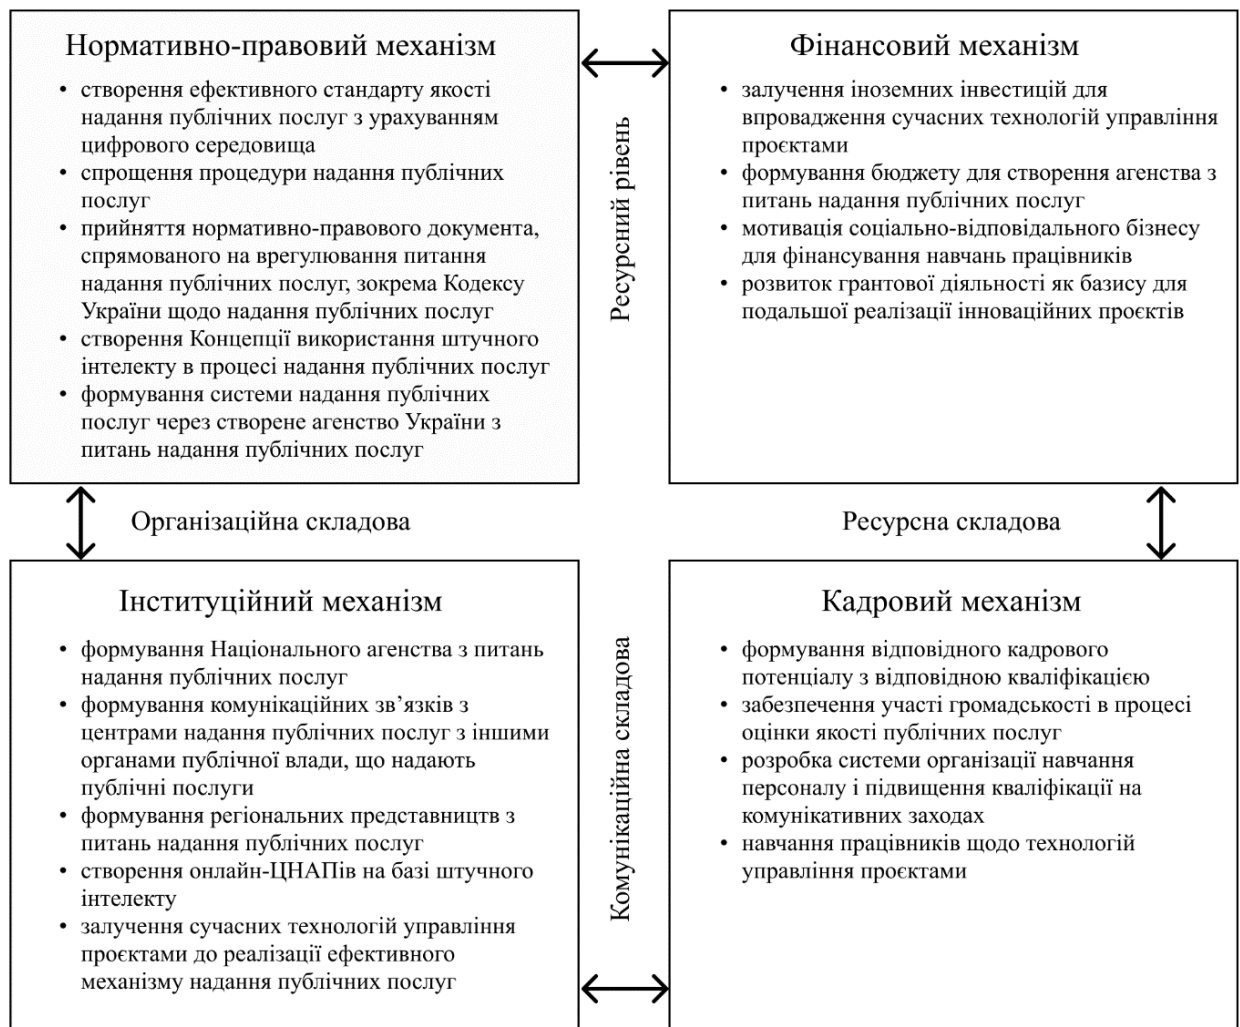 Нормативно-правовий механізм
• створення ефективного стандарту якості
надання публічних послуг з урахуванням
цифрового середовища
• спрощення процедури надання публічних
послуг
• прийняття нормативно-правового документа,
спрямованого на врегулювання питання
надання публічних послуг, зокрема Кодексу
України щодо надання публічних послуг
• створення Концепції використання штучного
інтелекту в процесі надання публічних послуг
• формування системи надання публічних
послуг через створене агенство України з
питань надання публічних послуг
Ресурсний рівень
Фінансовий механізм
• залучення іноземних інвестицій для
впровадження сучасних технологій управління
проєктами
• формування бюджету для створення агенства з
питань надання публічних послуг
• мотивація соціально-відповідального бізнесу
для фінансування навчань працівників
• розвиток грантової діяльності як базису для
подальшої реалізації інноваційних проєктів
Організаційна складова
Ресурсна складова
Інституційний механізм
• формування Національного агенства з питань
надання публічних послуг
• формування комунікаційних зв’язків з
центрами надання публічних послуг з іншими
органами публічної влади, що надають
публічні послуги
• формування регіональних представництв з
питань надання публічних послуг
• створення онлайн-ЦНАПів на базі штучного
інтелекту
• залучення сучасних технологій управління
проєктами до реалізації ефективного
механізму надання публічних послуг
Комунікаційна складова
Кадровий механізм
• формування відповідного кадрового
потенціалу з відповідною кваліфікацією
• забезпечення участі громадськості в процесі
оцінки якості публічних послуг
• розробка системи організації навчання
персоналу і підвищення кваліфікації на
комунікативних заходах
• навчання працівників щодо технологій
управління проєктами